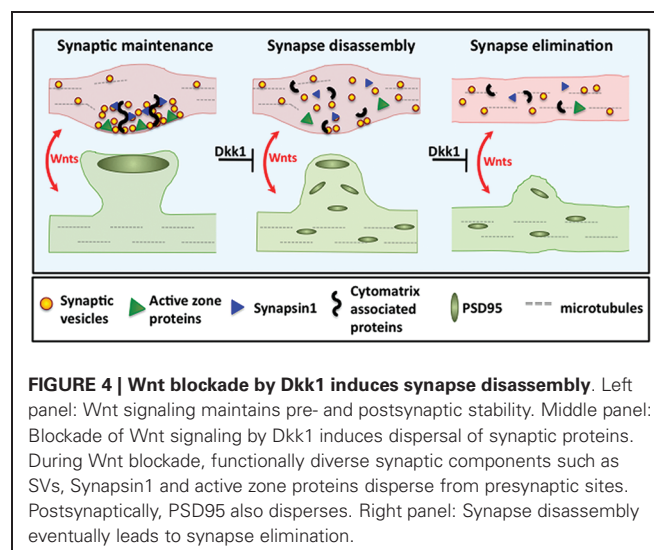 Synaptic maintenance
Synapse disassembly
Synapse elimination
Wnts
Dkk1
Wnts
Dkk1
Wnts
Synaptic vesicles
Active zone proteins
Synapsin1
Cytomatrix associated proteins
PSD95
microtubules
FIGURE 4 | Wnt blockade by Dkk1 induces synapse disassembly. Left
panel: Wnt signaling maintains pre- and postsynaptic stability. Middle panel:
Blockade of Wnt signaling by Dkk1 induces dispersal of synaptic proteins.
During Wnt blockade, functionally diverse synaptic components such as
SVs, Synapsin1 and active zone proteins disperse from presynaptic sites.
Postsynaptically, PSD95 also disperses. Right panel: Synapse disassembly
eventually leads to synapse elimination.